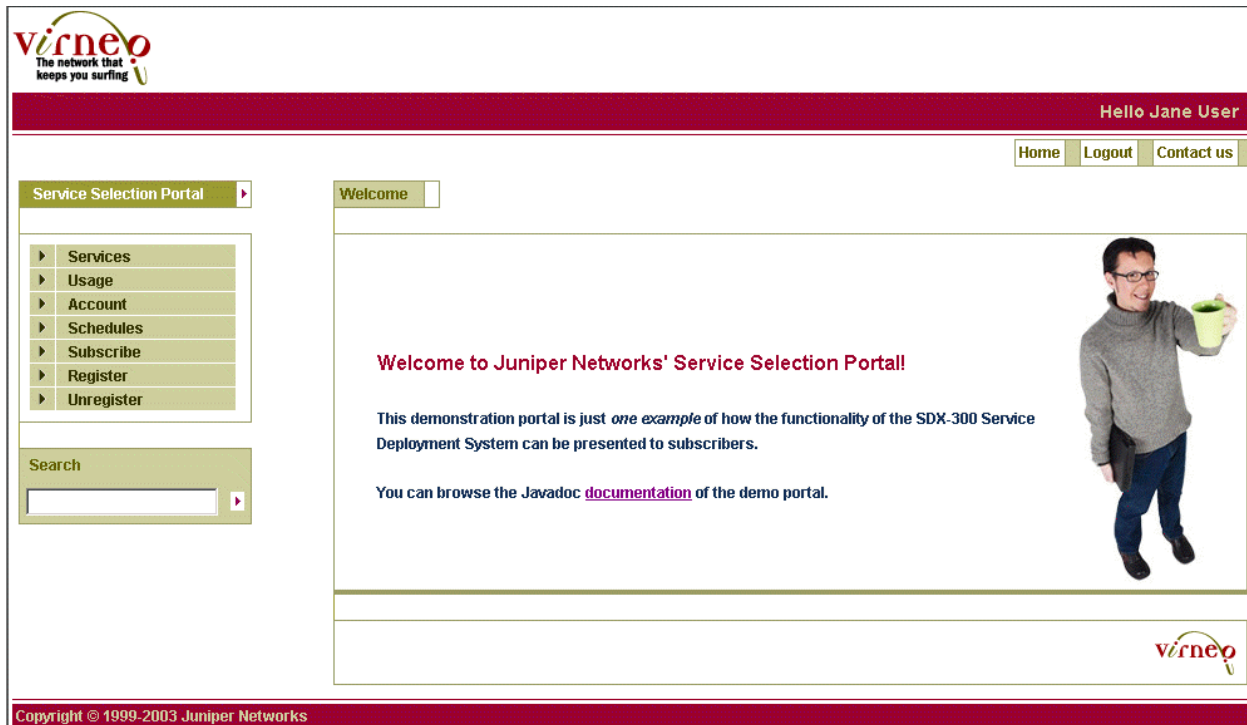 virneo
The network that
keeps you surfing
Hello Jane User
Home Logout Contact us
Service Selection Portal
Welcome
Services
Usage
Account
Schedules
Subscribe
Register
Unregister
Search
Welcome to Juniper Networks' Service Selection Portal!
This demonstration portal is just one example of how the functionality of the SDX-300 Service
Deployment System can be presented to subscribers.
You can browse the Javadoc documentation of the demo portal.
virneo
Copyright © 1999-2003 Juniper Networks